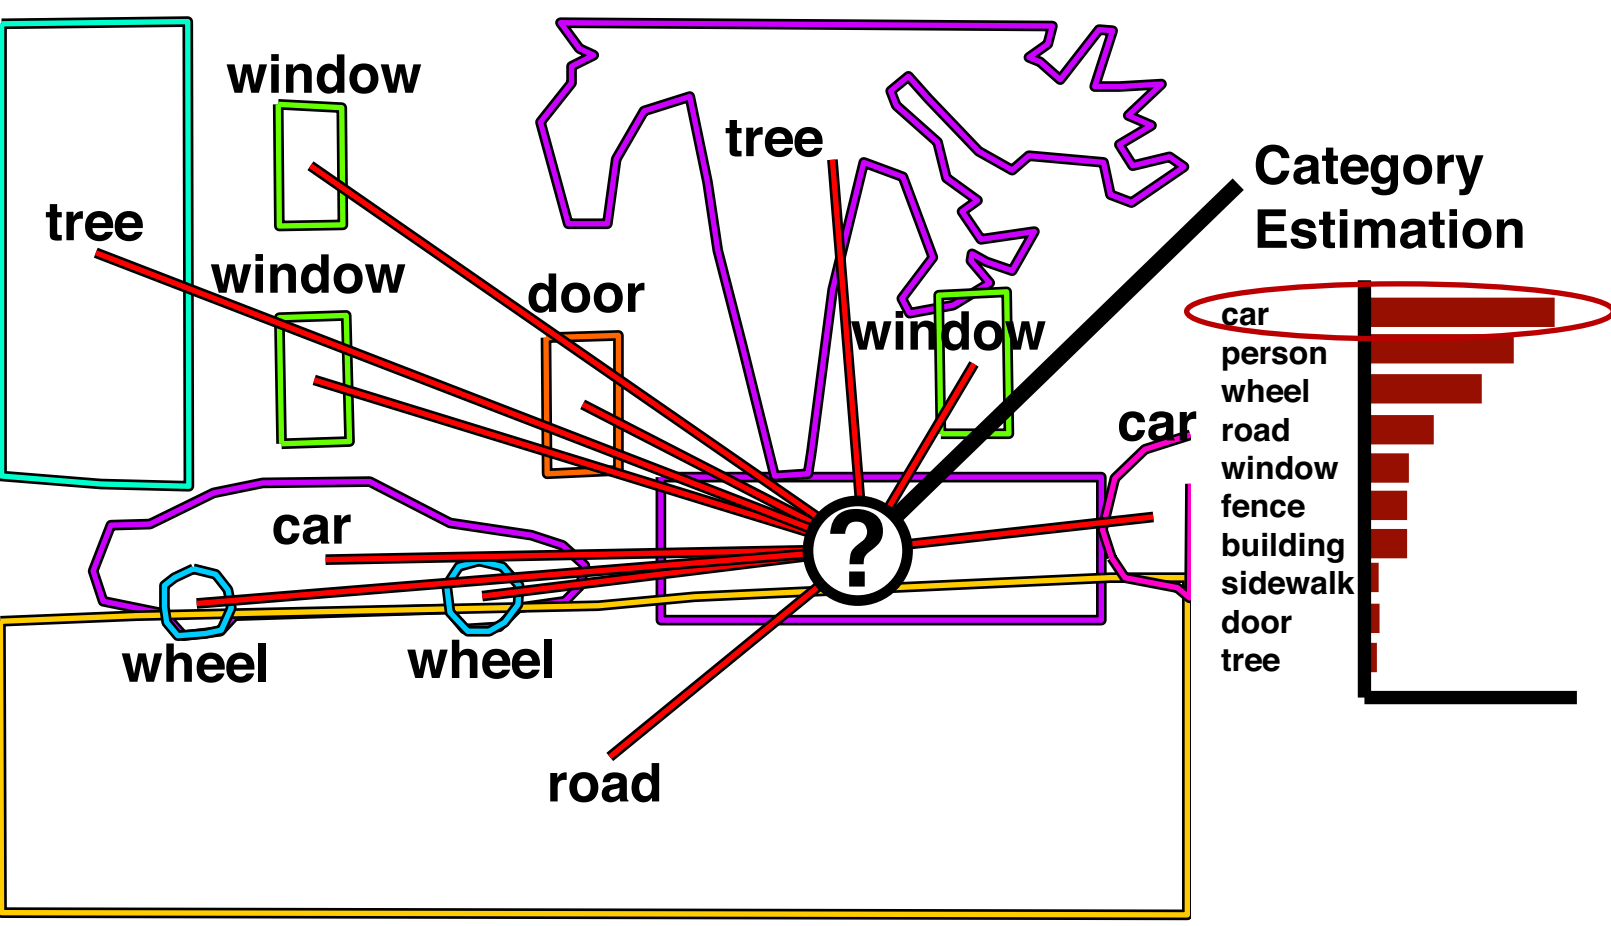 window
tree
Category
Estimation
tree
window
door
window
car
car
?
wheel
wheel
road
car
person
wheel
road
window
fence
building
sidewalk
door
tree